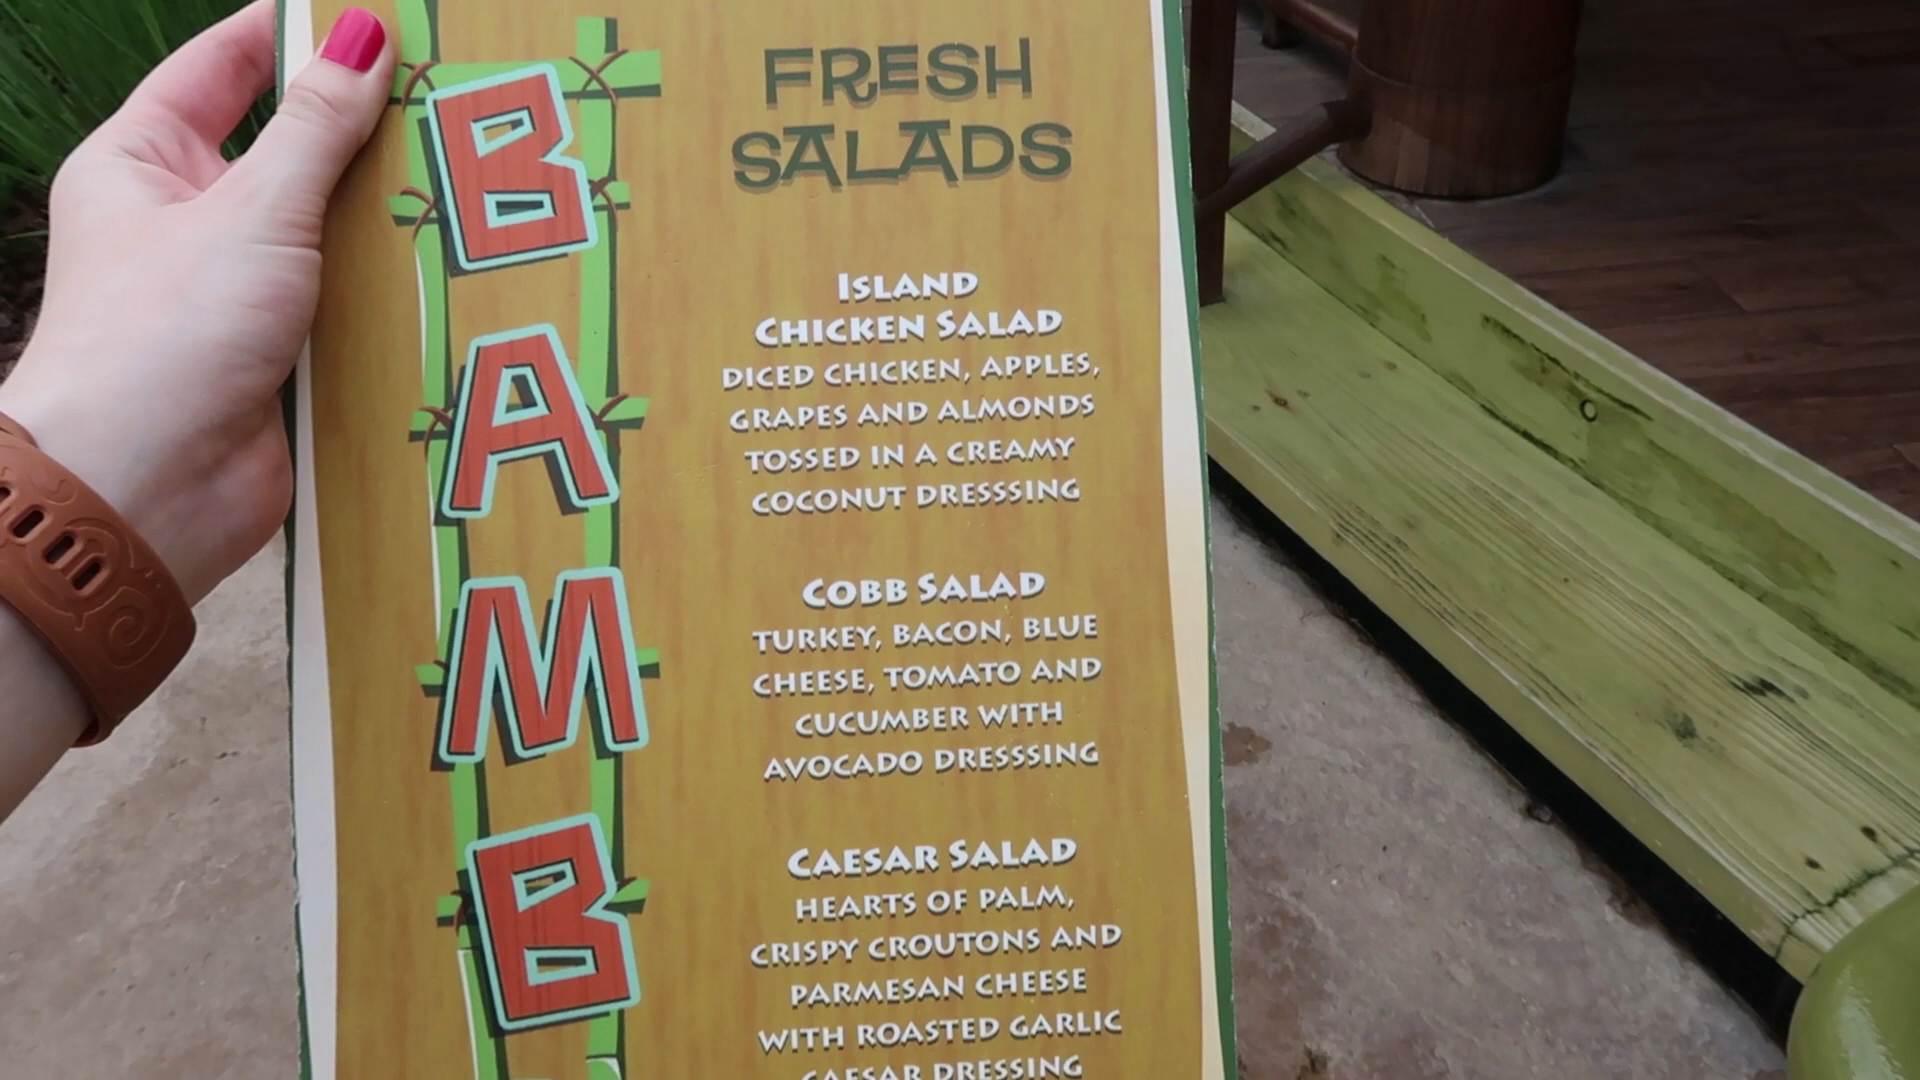 BAMB
FRESH
SALADS
ISLAND
CHICKEN SALAD
DICED CHICKEN, APPLES,
GRAPES AND ALMONDS
TOSSED IN A CREAMY
COCONUT DRESSSING
COBB SALAD
TURKEY, BACON, BLUE
CHEESE, TOMATO AND
CUCUMBER WITH
AVOCADO DRESSSING
CAESAR SALAD
HEARTS OF PALM,
CRISPY CROUTONS AND
PARMESAN CHEESE
WITH ROASTED GARLIC
CAESAR DRESSING